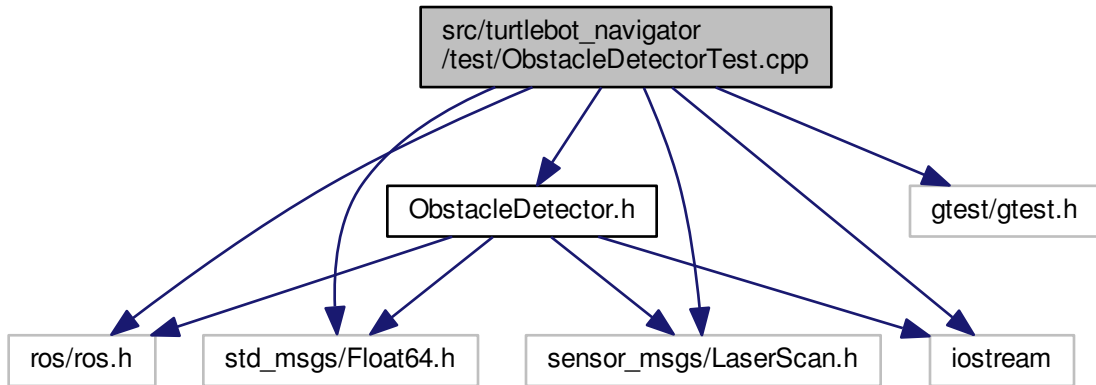 src/turtlebot_navigator
/test/ObstacleDetectorTest.cpp
ObstacleDetector.h
gtest/gtest.h
ros/ros.h
std_msgs/Float64.h
sensor_msgs/LaserScan.h
iostream